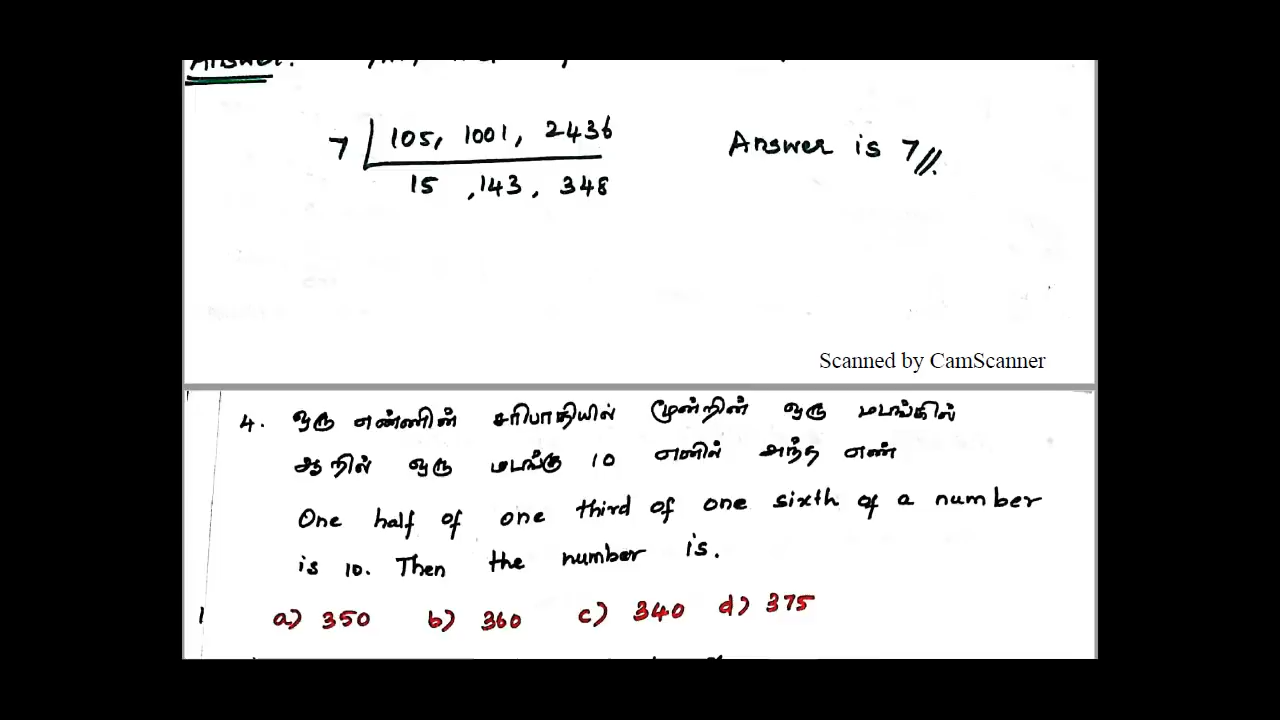 Answer:
7 | 105, 1001, 2436
15 , 143 , 348
Answer is 7//.
Scanned by CamScanner
4. ஒரு எண்ணின் சரிபாதியில் மூன்றின் ஒரு மடங்கில்
ஆறில் ஒரு மடங்கு 10 எனில் அந்த எண்
One half of one third of one sixth of a number
is 10. Then the number is.
a) 350 b) 360 c) 340 d) 375